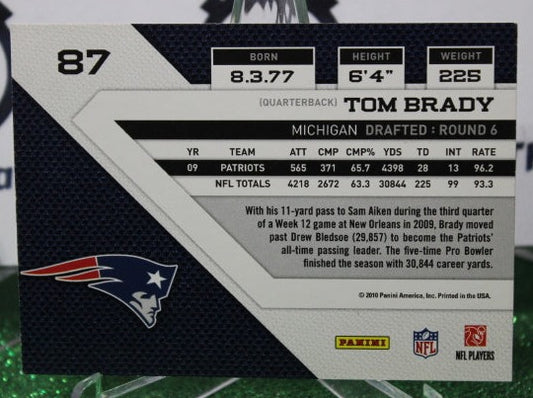 87
BORN HEIGHT WEIGHT
8.3.77 6'4" 225
(QUARTERBACK) TOM BRADY
MICHIGAN DRAFTED : ROUND 6
YR TEAM ATT CMP CMP% YDS TD INT RATE
09 PATRIOTS 565 371 65.7 4398 28 13 96.2
NFL TOTALS 4218 2672 63.3 30844 225 99 93.3
With his 11-yard pass to Sam Aiken during the third quarter
of a Week 12 game at New Orleans in 2009, Brady moved
past Drew Bledsoe (29,857) to become the Patriots'
all-time passing leader. The five-time Pro Bowler
finished the season with 30,844 career yards.
© 2010 Panini America, Inc. Printed in the USA.
PANINI
NFL
NFL PLAYERS